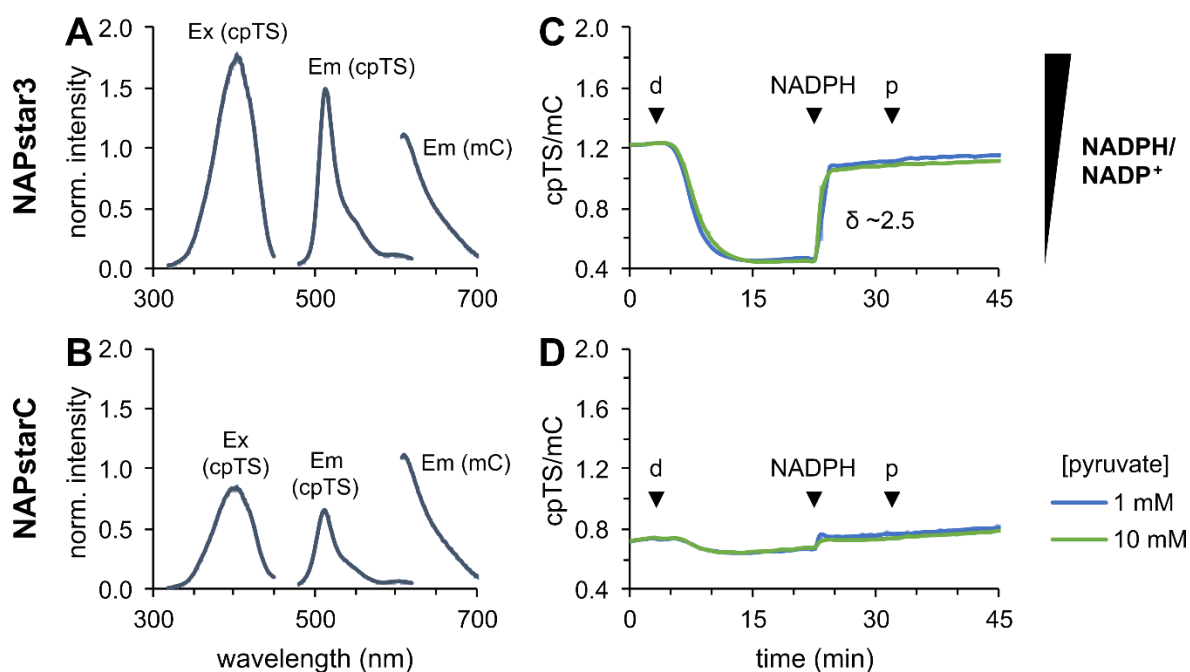 A
NAPstar3
norm. intensity
2.0
1.5
1.0
0.5
0.0
Ex (cpTS)
Em (cpTS)
Em (mC)
300
500
700
C
cpTS/mC
2.0
1.6
1.2
0.8
0.4
d
NADPH
p
δ ~2.5
0
15
30
45
NADPH/
NADP⁺
B
NAPstarC
norm. intensity
2.0
1.5
1.0
0.5
0.0
Ex
(cpTS)
Em
(cpTS)
Em (mC)
300
500
700
wavelength (nm)
D
cpTS/mC
2.0
1.6
1.2
0.8
0.4
d
NADPH
p
0
15
30
45
time (min)
[pyruvate]
1 mM
10 mM